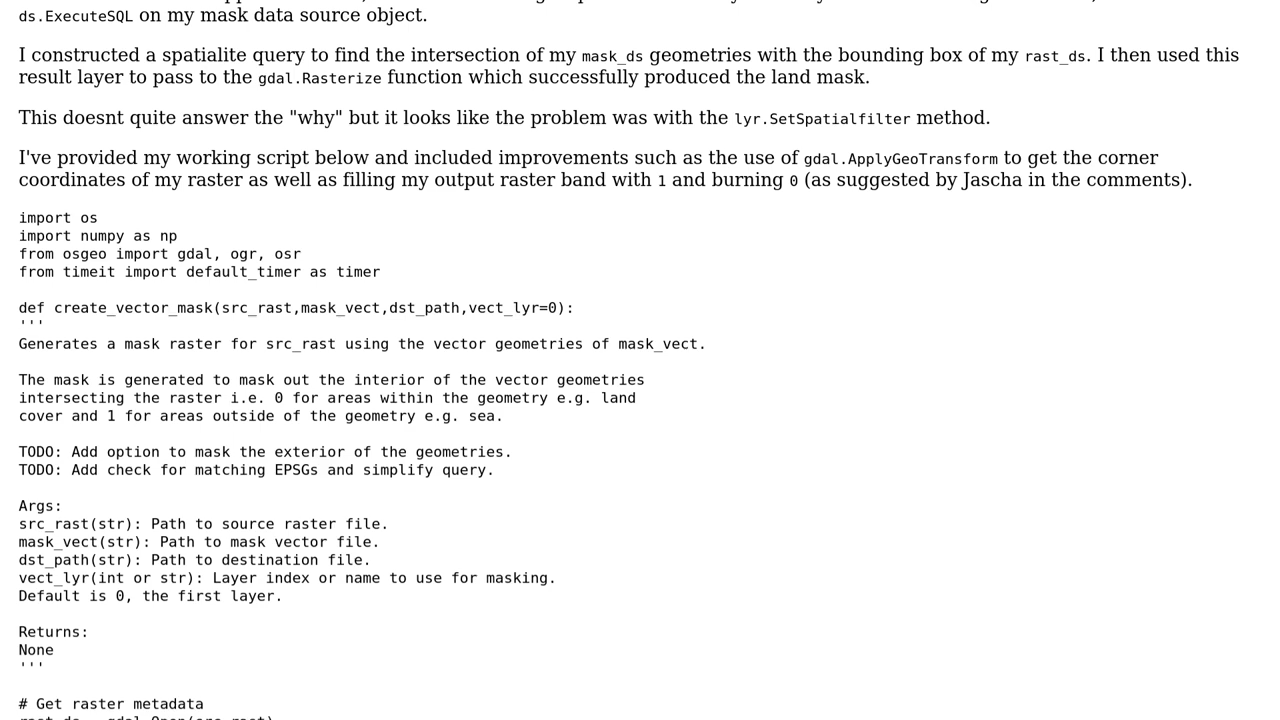 ds.ExecuteSQL on my mask data source object.
I constructed a spatialite query to find the intersection of my mask_ds geometries with the bounding box of my rast_ds. I then used this
result layer to pass to the gdal.Rasterize function which successfully produced the land mask.
This doesnt quite answer the "why" but it looks like the problem was with the lyr.SetSpatialfilter method.
I've provided my working script below and included improvements such as the use of gdal.ApplyGeoTransform to get the corner
coordinates of my raster as well as filling my output raster band with 1 and burning 0 (as suggested by Jascha in the comments).
import os
import numpy as np
from osgeo import gdal, ogr, osr
from timeit import default_timer as timer
def create_vector_mask(src_rast,mask_vect,dst_path,vect_lyr=0):
'''
Generates a mask raster for src_rast using the vector geometries of mask_vect.
The mask is generated to mask out the interior of the vector geometries
intersecting the raster i.e. 0 for areas within the geometry e.g. land
cover and 1 for areas outside of the geometry e.g. sea.
TODO: Add option to mask the exterior of the geometries.
TODO: Add check for matching EPSGs and simplify query.
Args:
src_rast(str): Path to source raster file.
mask_vect(str): Path to mask vector file.
dst_path(str): Path to destination file.
vect_lyr(int or str): Layer index or name to use for masking.
Default is 0, the first layer.
Returns:
None
'''
# Get raster metadata
rast_ds = gdal.Open(src_rast)